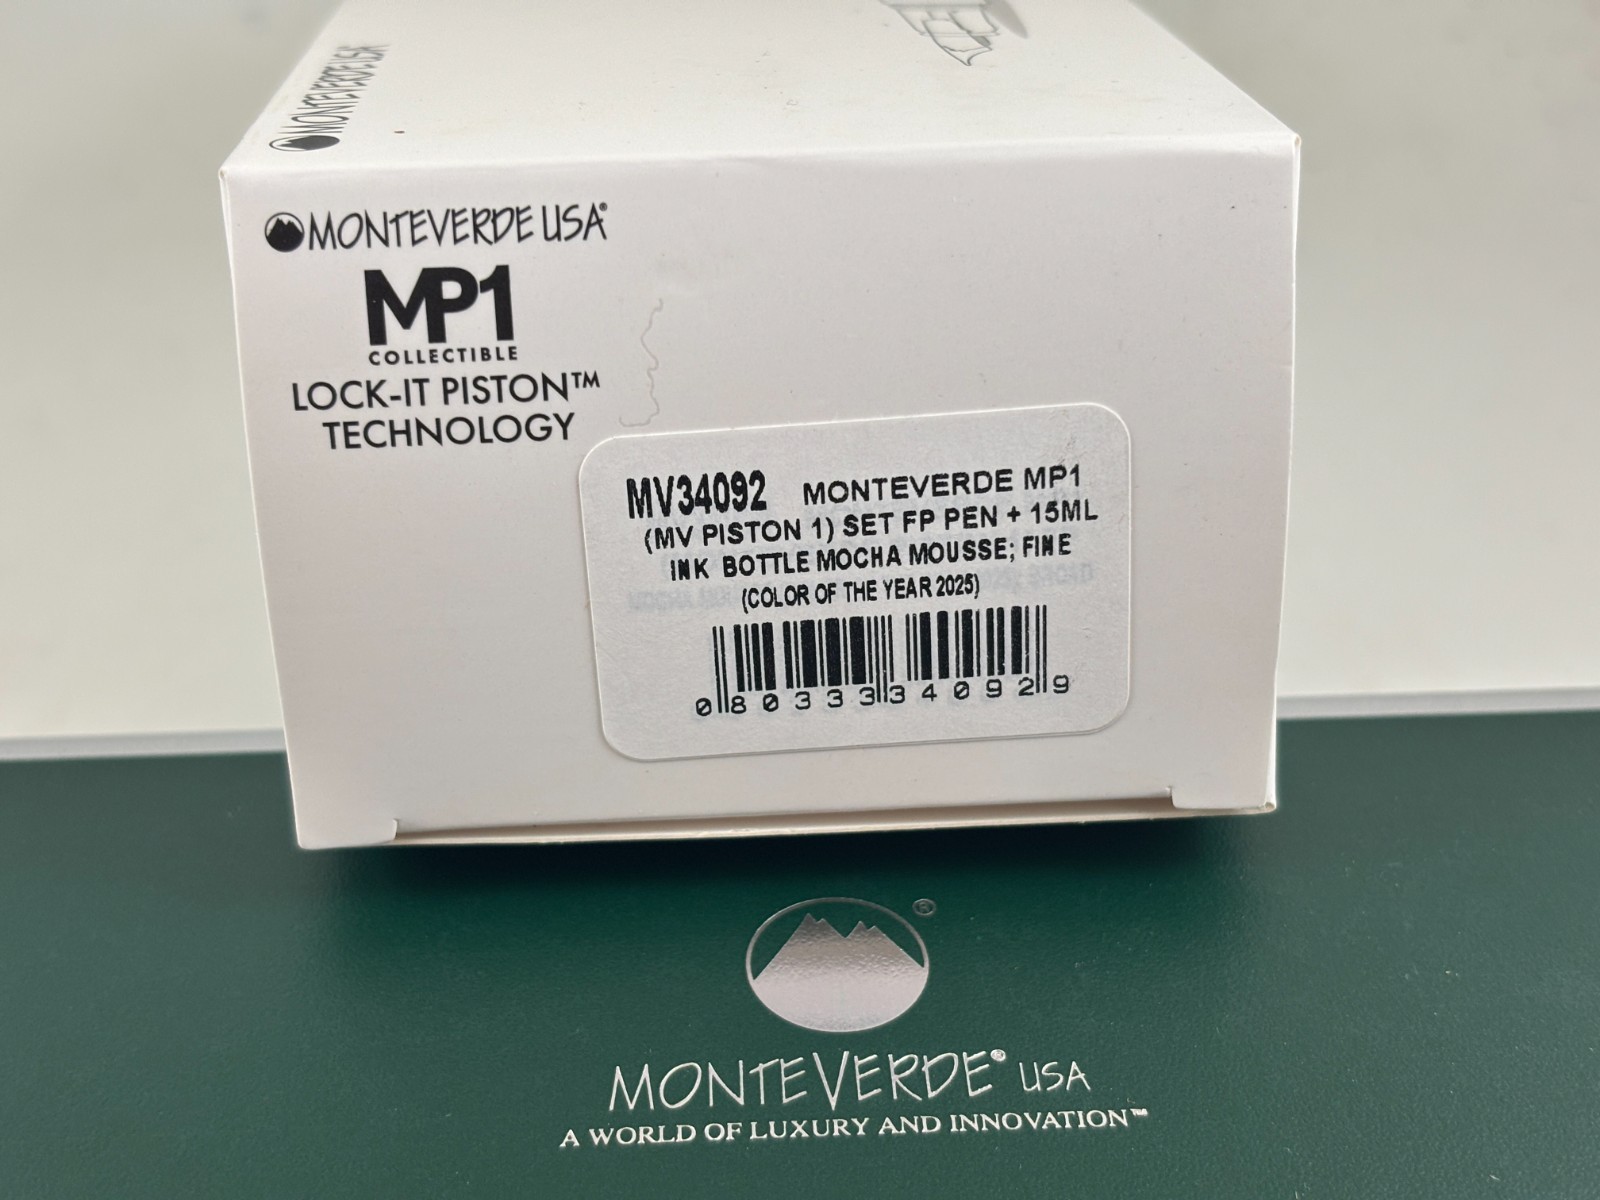 MONTEVERDE USA
MONTEVERDE USA®
MP1
COLLECTIBLE
LOCK-IT PISTON™
TECHNOLOGY
MV34092 MONTEVERDE MP1
(MV PISTON 1) SET FP PEN + 15ML
INK BOTTLE MOCHA MOUSSE; FINE
(COLOR OF THE YEAR 2025)
0 80333 34092 9
®
MONTEVERDE® USA
A WORLD OF LUXURY AND INNOVATION™